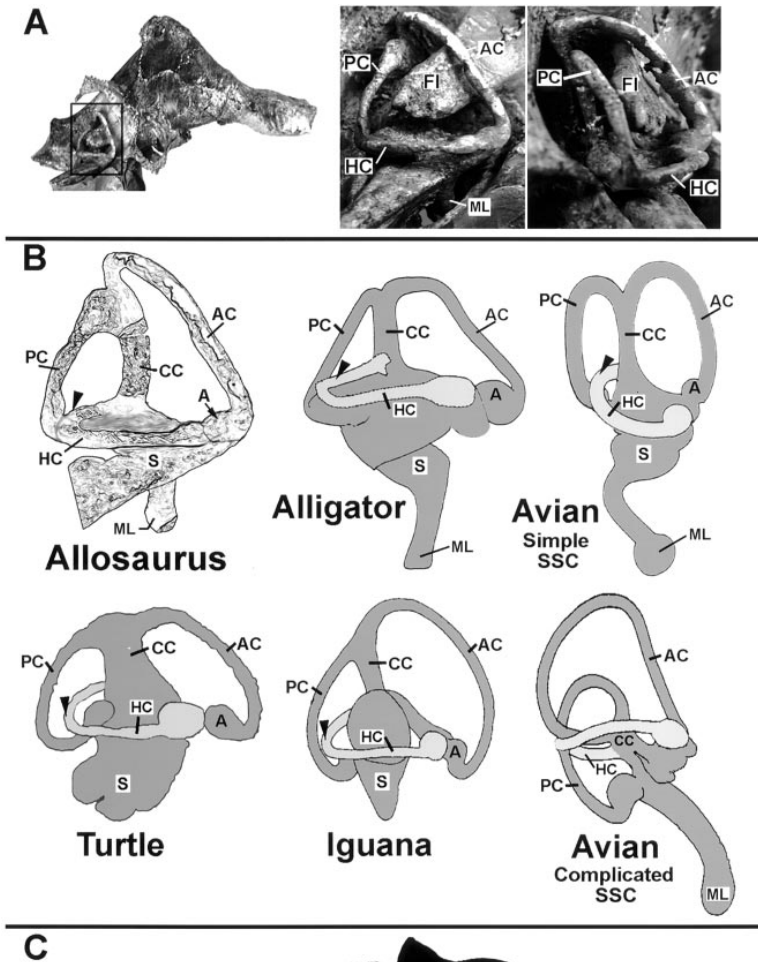 A
PC
FI
AC
HC
ML
PC
FI
AC
HC
B
AC
PC
CC
A
HC
S
ML
Allosaurus
PC
AC
CC
A
HC
S
ML
Alligator
PC
AC
CC
A
HC
S
ML
Avian
Simple
SSC
PC
CC
AC
HC
A
S
Turtle
AC
CC
PC
HC
A
S
Iguana
AC
CC
HC
PC
ML
Avian
Complicated
SSC
C